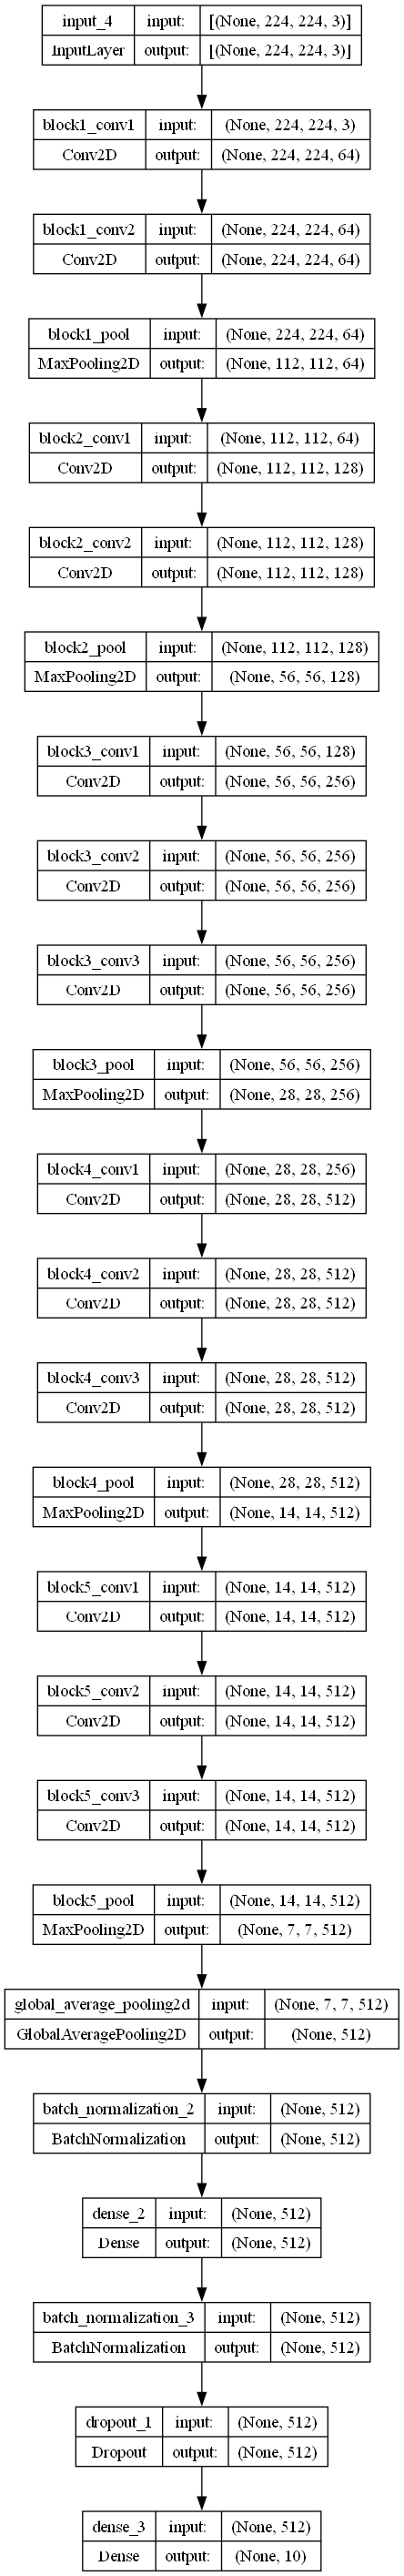 input_4 input: [(None, 224, 224, 3)]
InputLayer output: [(None, 224, 224, 3)]
block1_conv1 input: (None, 224, 224, 3)
Conv2D output: (None, 224, 224, 64)
block1_conv2 input: (None, 224, 224, 64)
Conv2D output: (None, 224, 224, 64)
block1_pool input: (None, 224, 224, 64)
MaxPooling2D output: (None, 112, 112, 64)
block2_conv1 input: (None, 112, 112, 64)
Conv2D output: (None, 112, 112, 128)
block2_conv2 input: (None, 112, 112, 128)
Conv2D output: (None, 112, 112, 128)
block2_pool input: (None, 112, 112, 128)
MaxPooling2D output: (None, 56, 56, 128)
block3_conv1 input: (None, 56, 56, 128)
Conv2D output: (None, 56, 56, 256)
block3_conv2 input: (None, 56, 56, 256)
Conv2D output: (None, 56, 56, 256)
block3_conv3 input: (None, 56, 56, 256)
Conv2D output: (None, 56, 56, 256)
block3_pool input: (None, 56, 56, 256)
MaxPooling2D output: (None, 28, 28, 256)
block4_conv1 input: (None, 28, 28, 256)
Conv2D output: (None, 28, 28, 512)
block4_conv2 input: (None, 28, 28, 512)
Conv2D output: (None, 28, 28, 512)
block4_conv3 input: (None, 28, 28, 512)
Conv2D output: (None, 28, 28, 512)
block4_pool input: (None, 28, 28, 512)
MaxPooling2D output: (None, 14, 14, 512)
block5_conv1 input: (None, 14, 14, 512)
Conv2D output: (None, 14, 14, 512)
block5_conv2 input: (None, 14, 14, 512)
Conv2D output: (None, 14, 14, 512)
block5_conv3 input: (None, 14, 14, 512)
Conv2D output: (None, 14, 14, 512)
block5_pool input: (None, 14, 14, 512)
MaxPooling2D output: (None, 7, 7, 512)
global_average_pooling2d input: (None, 7, 7, 512)
GlobalAveragePooling2D output: (None, 512)
batch_normalization_2 input: (None, 512)
BatchNormalization output: (None, 512)
dense_2 input: (None, 512)
Dense output: (None, 512)
batch_normalization_3 input: (None, 512)
BatchNormalization output: (None, 512)
dropout_1 input: (None, 512)
Dropout output: (None, 512)
dense_3 input: (None, 512)
Dense output: (None, 10)